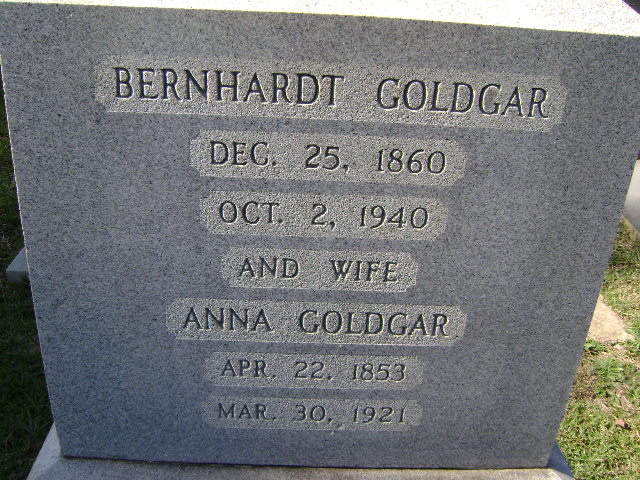 BERNHARDT GOLDGAR
DEC. 25, 1860
OCT. 2, 1940
AND WIFE
ANNA GOLDGAR
APR. 22, 1853
MAR. 30, 1921